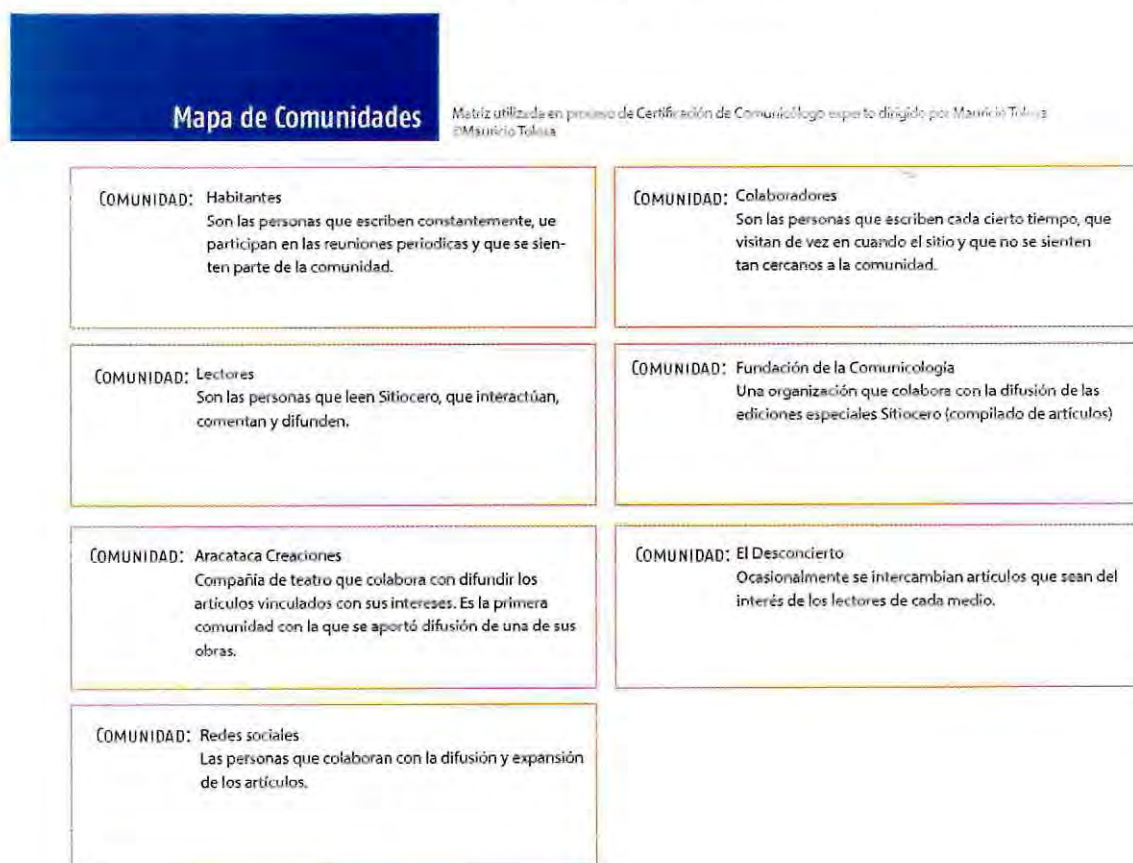 Mapa de Comunidades
Matriz utilizada en proceso de Certificación de Comunicólogo experto dirigido por Mauricio Tolosa
©Mauricio Tolosa
COMUNIDAD: Habitantes
Son las personas que escriben constantemente, ue
participan en las reuniones periodicas y que se sien-
ten parte de la comunidad.
COMUNIDAD: Colaboradores
Son las personas que escriben cada cierto tiempo, que
visitan de vez en cuando el sitio y que no se sienten
tan cercanos a la comunidad.
COMUNIDAD: Lectores
Son las personas que leen Sitiocero, que interactúan,
comentan y difunden.
COMUNIDAD: Fundación de la Comunicología
Una organización que colabora con la difusión de las
ediciones especiales Sitiocero (compilado de artículos)
COMUNIDAD: Aracataca Creaciones
Compañia de teatro que colabora con difundir los
artículos vinculados con sus intereses. Es la primera
comunidad con la que se aportó difusión de una de sus
obras.
COMUNIDAD: El Desconcierto
Ocasionalmente se intercambian artículos que sean del
interés de los lectores de cada medio.
COMUNIDAD: Redes sociales
Las personas que colaboran con la difusión y expansión
de los artículos.